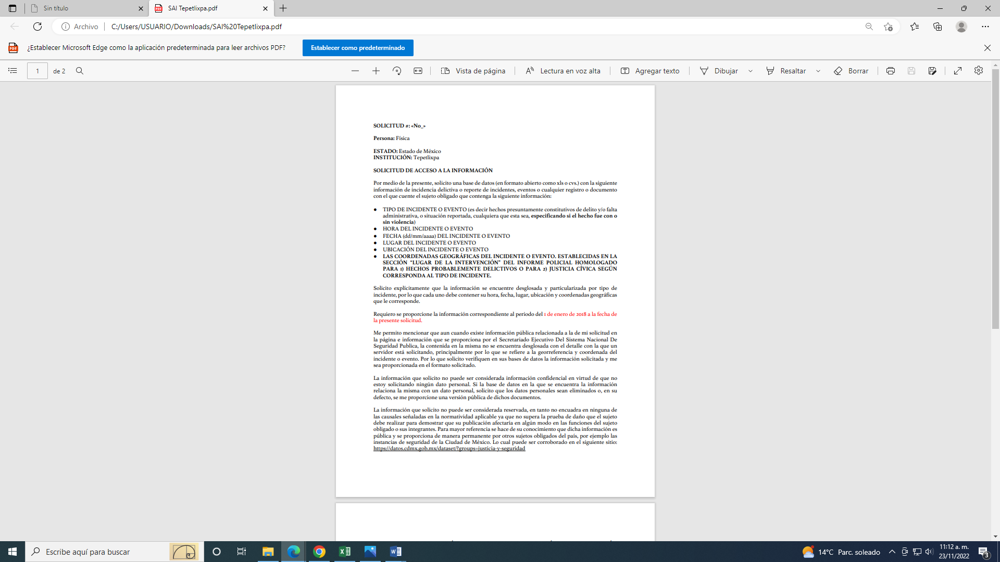 Sin título
SAI Tepetlixpa.pdf
Archivo
C:/Users/USUARIO/Downloads/SAI%20Tepetlixpa.pdf
PDF
¿Establecer Microsoft Edge como la aplicación predeterminada para leer archivos PDF?
Establecer como predeterminado
1 de 2
Vista de página
Lectura en voz alta
Agregar texto
Dibujar
Resaltar
Borrar
SOLICITUD #: «No_»
Persona: Física
ESTADO: Estado de México
INSTITUCIÓN: Tepetlixpa
SOLICITUD DE ACCESO A LA INFORMACIÓN
Por medio de la presente, solicito una base de datos (en formato abierto como xls o cvs.) con la siguiente
información de incidencia delictiva o reporte de incidentes, eventos o cualquier registro o documento
con el que cuente el sujeto obligado que contenga la siguiente información:
● TIPO DE INCIDENTE O EVENTO (es decir hechos presuntamente constitutivos de delito y/o falta
administrativa, o situación reportada, cualquiera que esta sea, especificando si el hecho fue con o
sin violencia)
● HORA DEL INCIDENTE O EVENTO
● FECHA (dd/mm/aaaa) DEL INCIDENTE O EVENTO
● LUGAR DEL INCIDENTE O EVENTO
● UBICACIÓN DEL INCIDENTE O EVENTO
● LAS COORDENADAS GEOGRÁFICAS DEL INCIDENTE O EVENTO. ESTABLECIDAS EN LA
SECCIÓN “LUGAR DE LA INTERVENCIÓN” DEL INFORME POLICIAL HOMOLOGADO
PARA 1) HECHOS PROBABLEMENTE DELICTIVOS O PARA 2) JUSTICIA CÍVICA SEGÚN
CORRESPONDA AL TIPO DE INCIDENTE.
Solicito explícitamente que la información se encuentre desglosada y particularizada por tipo de
incidente, por lo que cada uno debe contener su hora, fecha, lugar, ubicación y coordenadas geográficas
que le corresponde.
Requiero se proporcione la información correspondiente al periodo del 1 de enero de 2018 a la fecha de
la presente solicitud.
Me permito mencionar que aun cuando existe información pública relacionada a la de mi solicitud en
la página e información que se proporciona por el Secretariado Ejecutivo Del Sistema Nacional De
Seguridad Publica, la contenida en la misma no se encuentra desglosada con el detalle con la que un
servidor está solicitando, principalmente por lo que se refiere a la georreferencia y coordenada del
incidente o evento. Por lo que solicito verifiquen en sus bases de datos la información solicitada y me
sea proporcionada en el formato solicitado.
La información que solicito no puede ser considerada información confidencial en virtud de que no
estoy solicitando ningún dato personal. Si la base de datos en la que se encuentra la información
relaciona la misma con un dato personal, solicito que los datos personales sean eliminados o, en su
defecto, se me proporcione una versión pública de dichos documentos.
La información que solicito no puede ser considerada reservada, en tanto no encuadra en ninguna de
las causales señaladas en la normatividad aplicable ya que no supera la prueba de daño que el sujeto
debe realizar para demostrar que su publicación afectaría en algún modo en las funciones del sujeto
obligado o sus integrantes. Para mayor referencia se hace de su conocimiento que dicha información es
pública y se proporciona de manera permanente por otros sujetos obligados del país, por ejemplo las
instancias de seguridad de la Ciudad de México. Lo cual puede ser corroborado en el siguiente sitio:
https://datos.cdmx.gob.mx/dataset/?groups=justicia-y-seguridad
Escribe aquí para buscar
14°C Parc. soleado
11:12 a. m.
23/11/2022
3